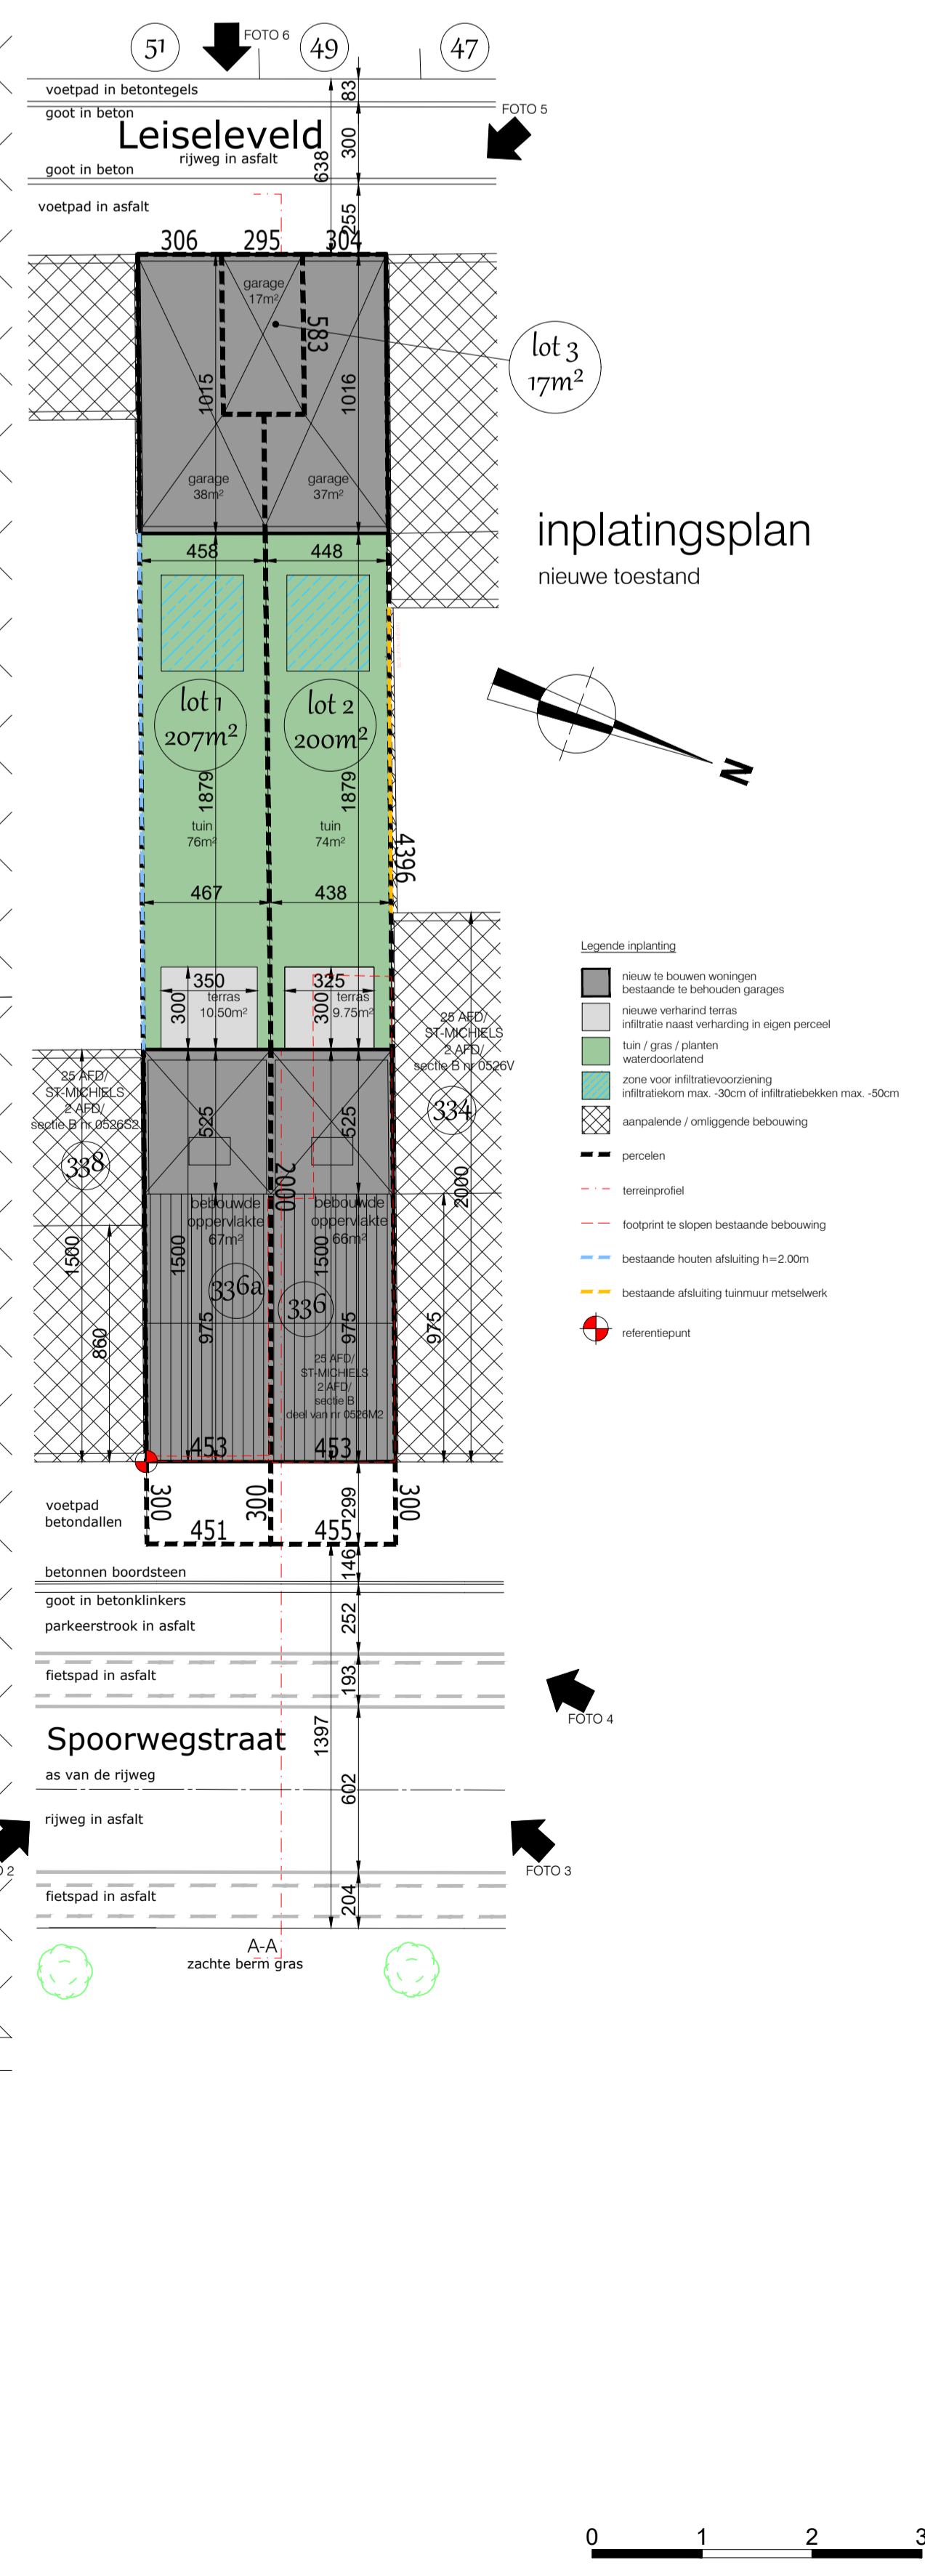 51
FOTO 6
49
47
voetpad in betontegels
83
goot in beton
FOTO 5
Leiseleveld
300
rijweg in asfalt
638
goot in beton
voetpad in asfalt
255
306
295
304
garage
17m²
583
lot 3
17m²
1015
1016
garage
38m²
garage
37m²
inplatingsplan
nieuwe toestand
458
448
lot 1
207m²
lot 2
200m²
N
1879
1879
tuin
76m²
tuin
74m²
4396
467
438
Legende inplanting
nieuw te bouwen woningen
bestaande te behouden garages
nieuwe verharind terras
infiltratie naast verharding in eigen perceel
tuin / gras / planten
waterdoorlatend
zone voor infiltratievoorziening
infiltratiekom max. -30cm of infiltratiebekken max. -50cm
aanpalende / omliggende bebouwing
percelen
terreinprofiel
footprint te slopen bestaande bebouwing
bestaande houten afsluiting h=2.00m
bestaande afsluiting tuinmuur metselwerk
referentiepunt
350
300
terras
10.50m²
325
300
terras
9.75m²
25 AFD/
ST-MICHIELS
2 AFD/
sectie B nr 0526V
334
25 AFD/
ST-MICHIELS
2 AFD/
sectie B nr 0526S2
338
525
525
2000
2000
bebouwde
oppervlakte
67m²
bebouwde
oppervlakte
66m²
1500
1500
1500
336a
336
860
975
975
975
25 AFD/
ST-MICHIELS
2 AFD/
sectie B
deel van nr 0526M2
453
453
voetpad
betondallen
300
300
300
299
451
455
146
betonnen boordsteen
goot in betonklinkers
252
parkeerstrook in asfalt
fietspad in asfalt
193
FOTO 4
Spoorwegstraat
1397
as van de rijweg
602
rijweg in asfalt
O 2
FOTO 3
fietspad in asfalt
204
A-A
zachte berm gras
0 1 2 3